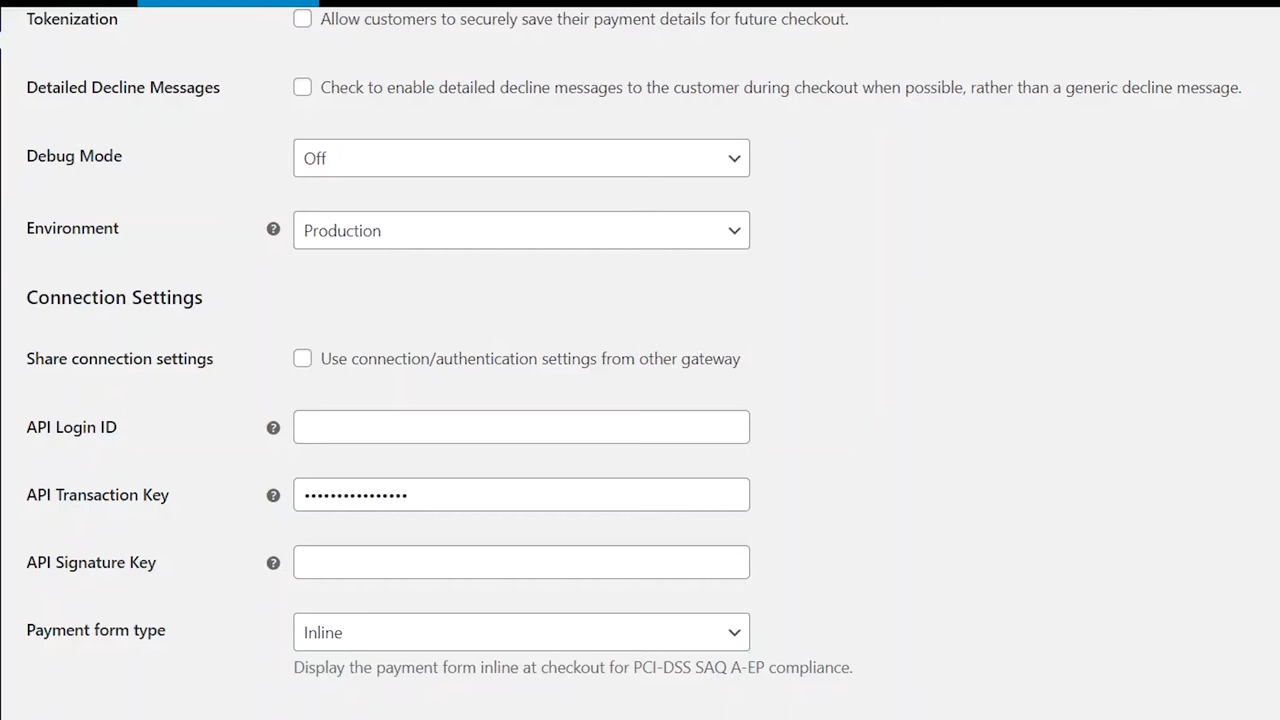 Tokenization
Allow customers to securely save their payment details for future checkout.
Detailed Decline Messages
Check to enable detailed decline messages to the customer during checkout when possible, rather than a generic decline message.
Debug Mode
Off
Environment
Production
Connection Settings
Share connection settings
Use connection/authentication settings from other gateway
API Login ID
API Transaction Key
••••••••••••••••
API Signature Key
Payment form type
Inline
Display the payment form inline at checkout for PCI-DSS SAQ A-EP compliance.